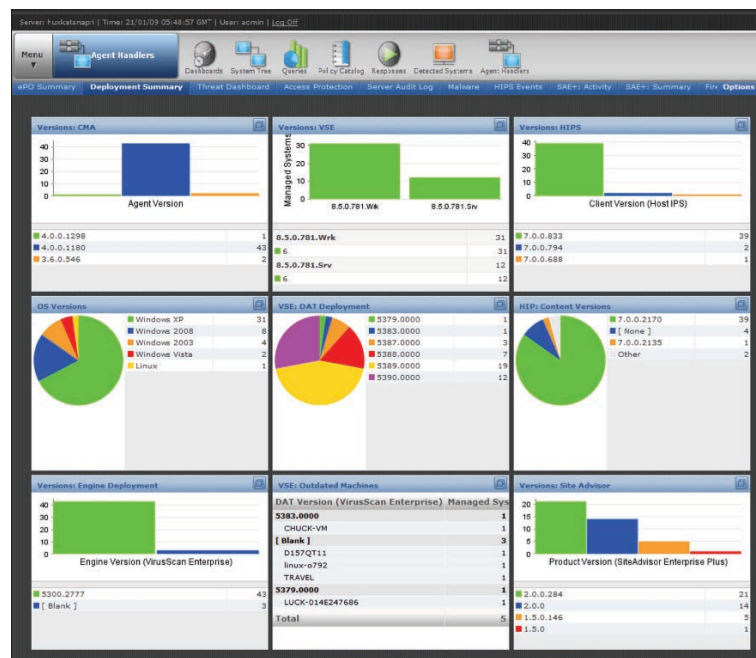 Server: huxkatsnapri | Time: 21/01/09 05:48:57 GMT | User: admin | Log Off
Menu
Agent Handlers
Dashboards System Tree Queries Policy Catalog Responses Detected Systems Agent Handlers
ePO Summary Deployment Summary Threat Dashboard Access Protection Server Audit Log Malware HIPS Events SAE+: Activity SAE+: Summary Fire Options
Versions: CMA
40
30
20
10
0
Agent Version
4.0.0.1298 1
4.0.0.1180 43
3.6.0.546 2
Versions: VSE
Managed Systems
30
20
10
0
8.5.0.781.Wrk 8.5.0.781.Srv
8.5.0.781.Wrk 31
6 31
8.5.0.781.Srv 12
6 12
Versions: HIPS
40
30
20
10
0
Client Version (Host IPS)
7.0.0.833 39
7.0.0.794 2
7.0.0.688 1
OS Versions
Windows XP 31
Windows 2008 8
Windows 2003 4
Windows Vista 2
Linux 1
VSE: DAT Deployment
5379.0000 1
5383.0000 1
5387.0000 3
5388.0000 7
5389.0000 19
5390.0000 12
HIP: Content Versions
7.0.0.2170 39
[ None ] 4
7.0.0.2135 1
Other 2
Versions: Engine Deployment
40
30
20
10
0
Engine Version (VirusScan Enterprise)
5300.2777 43
[ Blank ] 3
VSE: Outdated Machines
DAT Version (VirusScan Enterprise) Managed Sys
5383.0000 1
CHUCK-VM 1
[ Blank ] 3
D157QT11 1
linux-o792 1
TRAVEL 1
5379.0000 1
LUCK-014E247686 1
Total 5
Versions: Site Advisor
20
15
10
5
0
Product Version (SiteAdvisor Enterprise Plus)
2.0.0.284 21
2.0.0 14
1.5.0.146 5
1.5.0 1